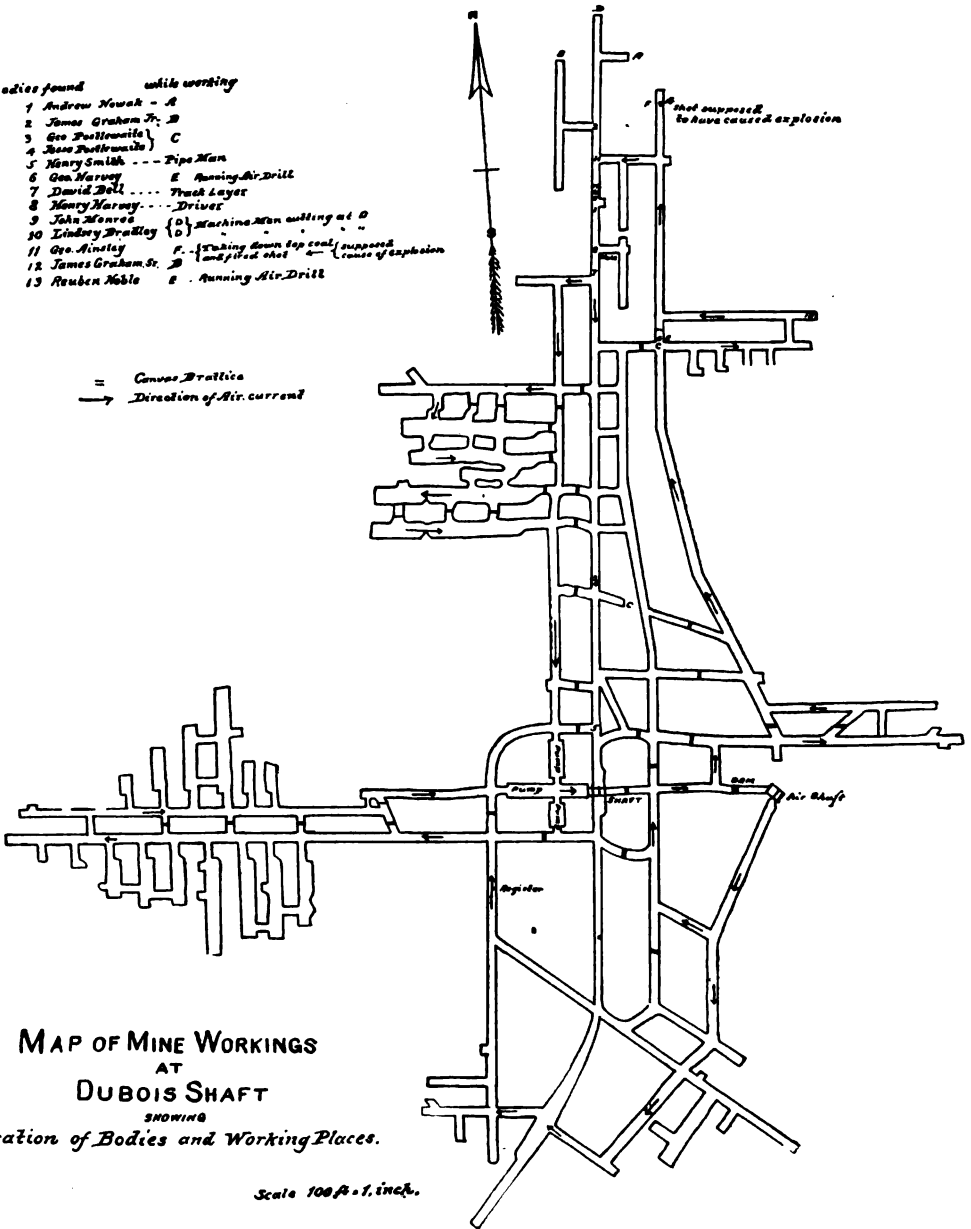 odies found while working
1 Andrew Nowak - A
2 James Graham Jr. B
3 Geo Postlewaite } C
4 Jesse Postlewaite }
5 Henry Smith - - - - Pipe Man
6 Geo. Harvey E Running Air Drill
7 David Bell . . . . Track Layer
8 Henry Harvey - - - - Driver
9 John Monroe { D } Machine Men cutting at D
10 Lindsey Bradley { D } " " " "
11 Geo. Ainsley F - { Taking down top coal { supposed
and fired shot ← { cause of explosion
12 James Graham, Sr. B
13 Reuben Noble E . Running Air Drill
= Canvas Brattice
→ Direction of Air current
N
S
D
B
A
F
Shot supposed
to have caused explosion
C
C
Pump
Pump
Pump
SHAFT
DAM
Air Shaft
Register
MAP OF MINE WORKINGS
AT
DUBOIS SHAFT
SHOWING
cation of Bodies and Working Places.
Scale 100 ft = 1, inch.